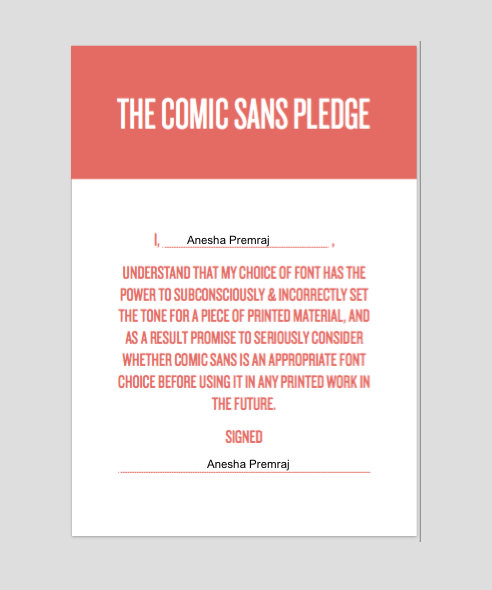 THE COMIC SANS PLEDGE
I, Anesha Premraj ,
UNDERSTAND THAT MY CHOICE OF FONT HAS THE
POWER TO SUBCONSCIOUSLY & INCORRECTLY SET
THE TONE FOR A PIECE OF PRINTED MATERIAL, AND
AS A RESULT PROMISE TO SERIOUSLY CONSIDER
WHETHER COMIC SANS IS AN APPROPRIATE FONT
CHOICE BEFORE USING IT IN ANY PRINTED WORK IN
THE FUTURE.
SIGNED
Anesha Premraj